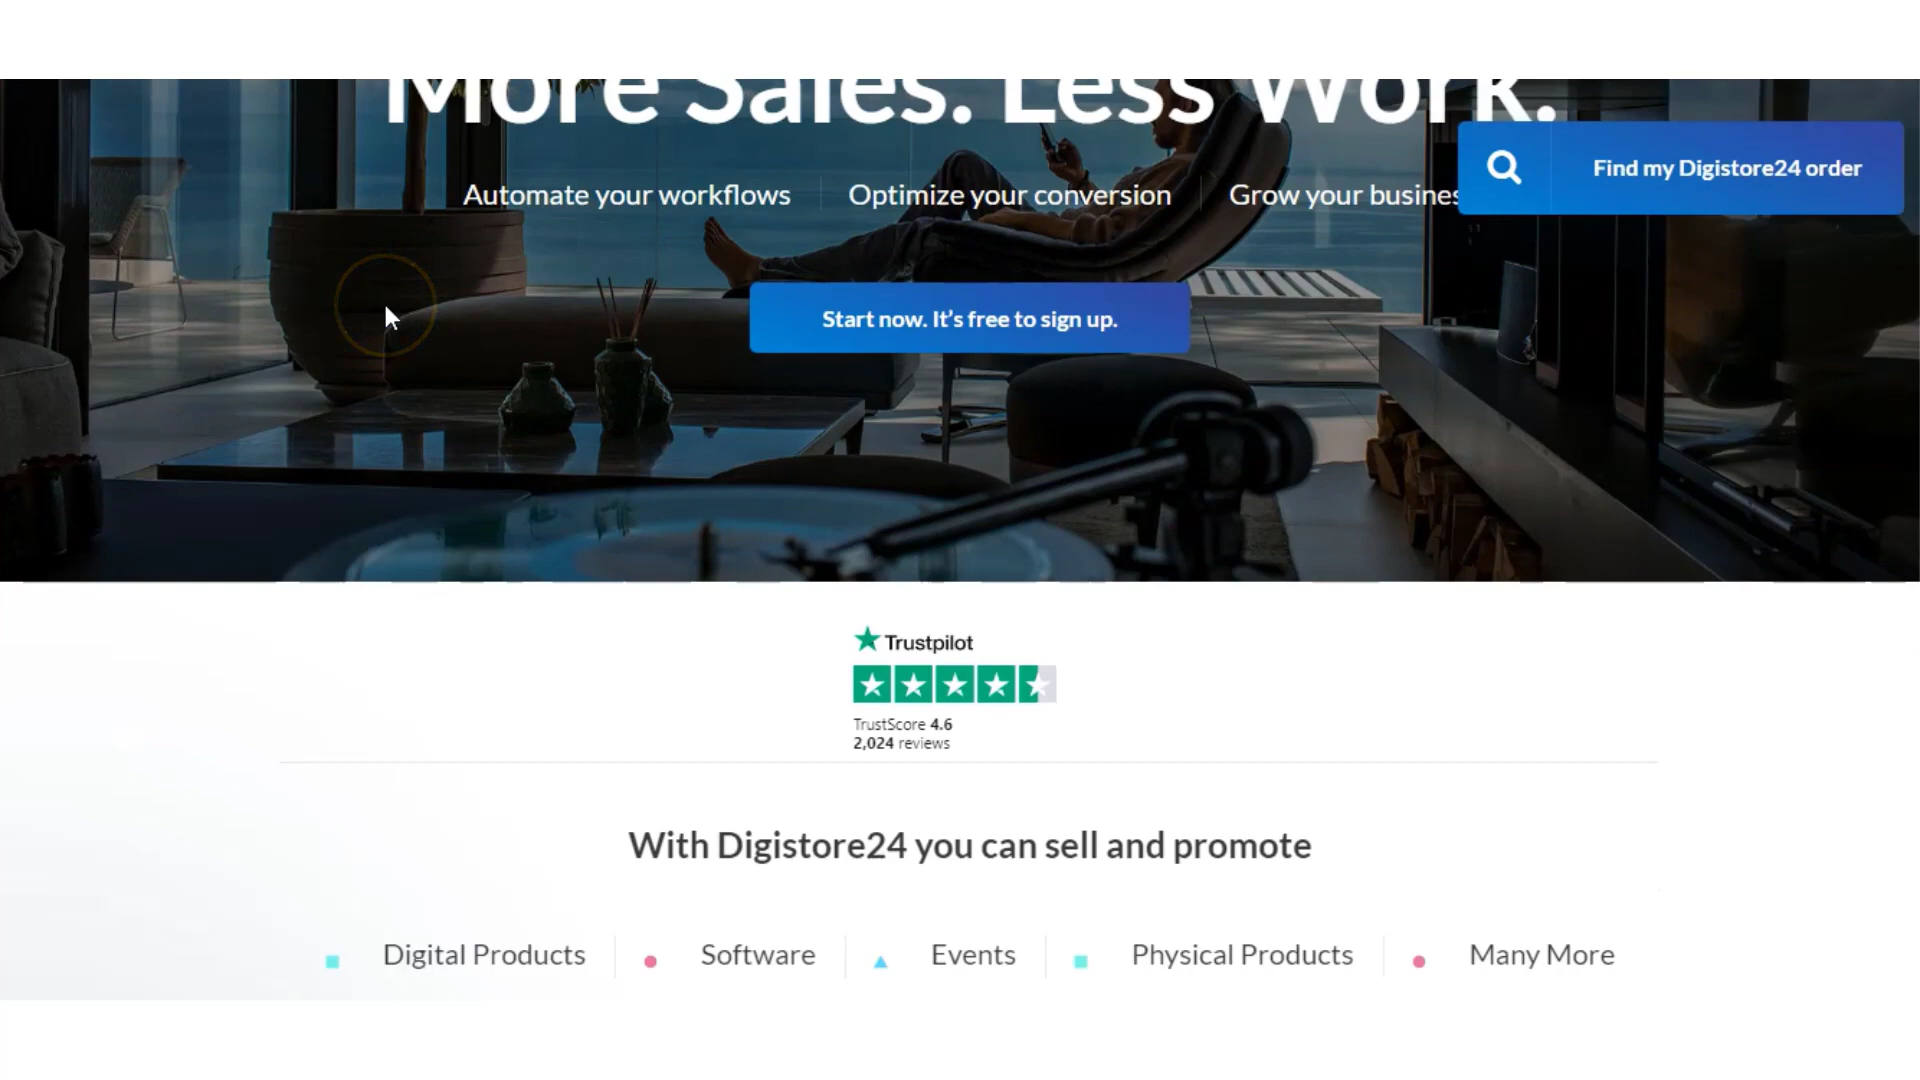 More Sales. Less Work.
Find my Digistore24 order
Automate your workflows
Optimize your conversion
Grow your busines
Start now. It's free to sign up.
Trustpilot
TrustScore 4.6
2,024 reviews
With Digistore24 you can sell and promote
Digital Products
Software
Events
Physical Products
Many More